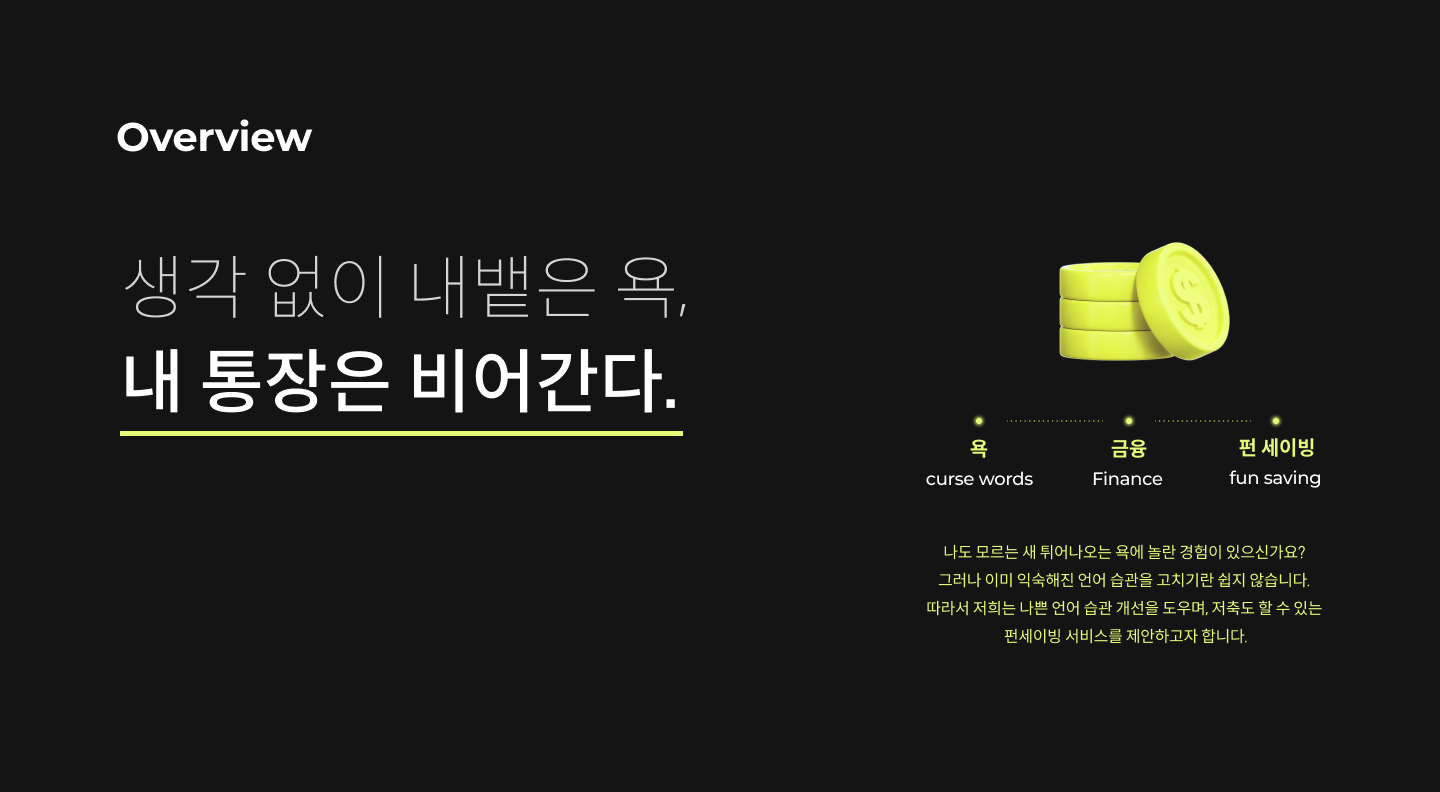 Overview
생각 없이 내뱉은 욕,
내 통장은 비어간다.
$
욕 금융 펀 세이빙
curse words Finance fun saving
나도 모르는 새 튀어나오는 욕에 놀란 경험이 있으신가요?
그러나 이미 익숙해진 언어 습관을 고치기란 쉽지 않습니다.
따라서 저희는 나쁜 언어 습관 개선을 도우며, 저축도 할 수 있는
펀세이빙 서비스를 제안하고자 합니다.